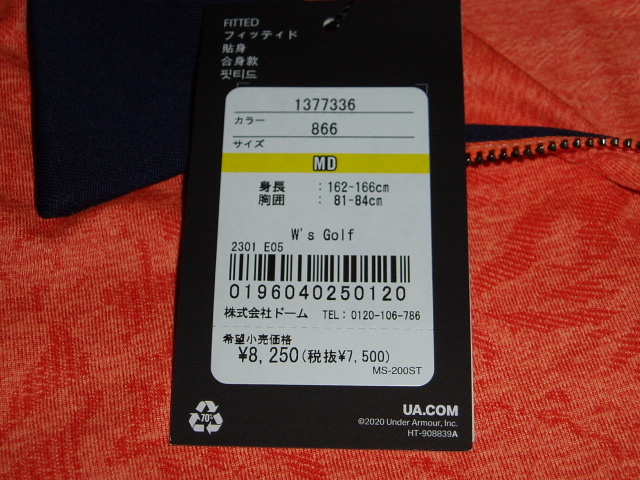 FITTED
フィッティド
貼身
合身款
핏티드
1377336
カラー
866
サイズ
MD
身長 : 162-166cm
胸囲 : 81-84cm
W's Golf
2301 E05
0196040250120
株式会社ドーム TEL: 0120-106-786
希望小売価格
¥8,250(税抜¥7,500)
MS-200ST
70%
UA.COM
©2020 Under Armour, Inc.
HT-908839A